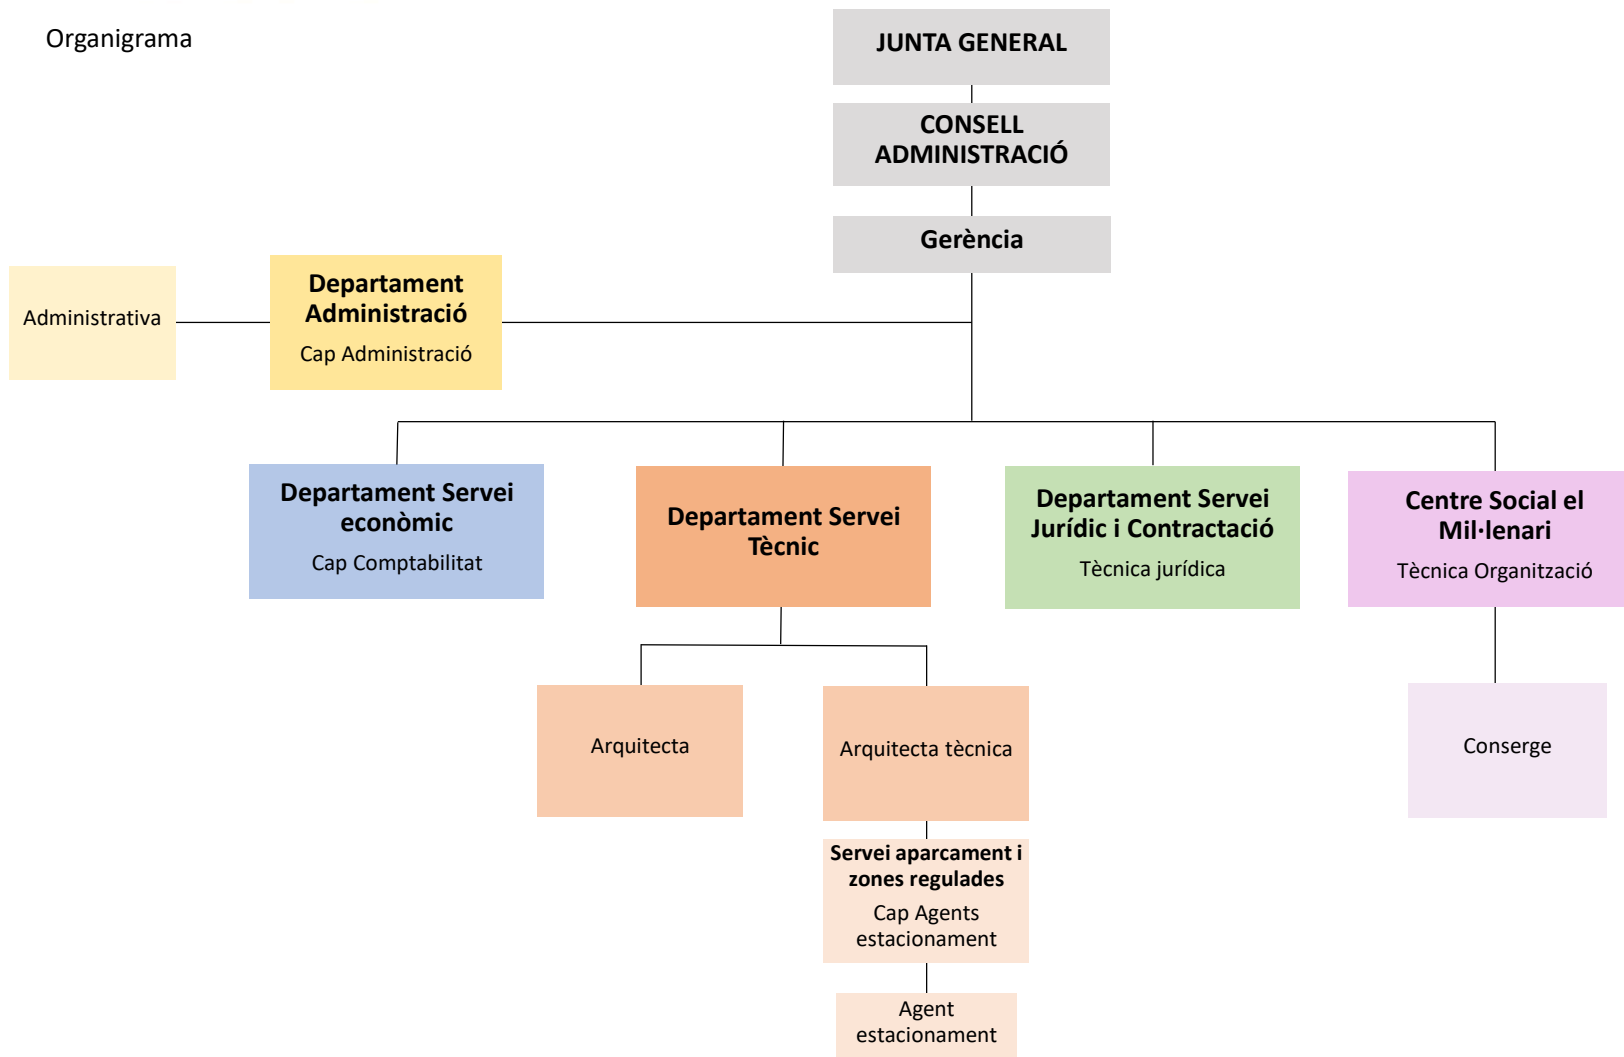 Organigrama
JUNTA GENERAL
CONSELL
ADMINISTRACIÓ
Gerència
Administrativa
Departament
Administració
Cap Administració
Departament Servei
econòmic
Cap Comptabilitat
Departament Servei
Tècnic
Departament Servei
Jurídic i Contractació
Tècnica jurídica
Centre Social el
Mil·lenari
Tècnica Organització
Arquitecta
Arquitecta tècnica
Conserge
Servei aparcament i
zones regulades
Cap Agents
estacionament
Agent
estacionament